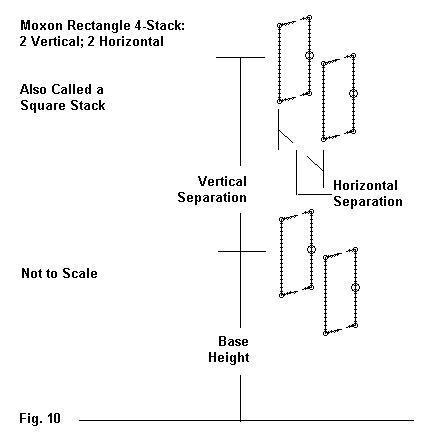 Moxon Rectangle 4-Stack:
2 Vertical; 2 Horizontal
Also Called a
Square Stack
Vertical
Separation
Horizontal
Separation
Not to Scale
Base
Height
Fig. 10